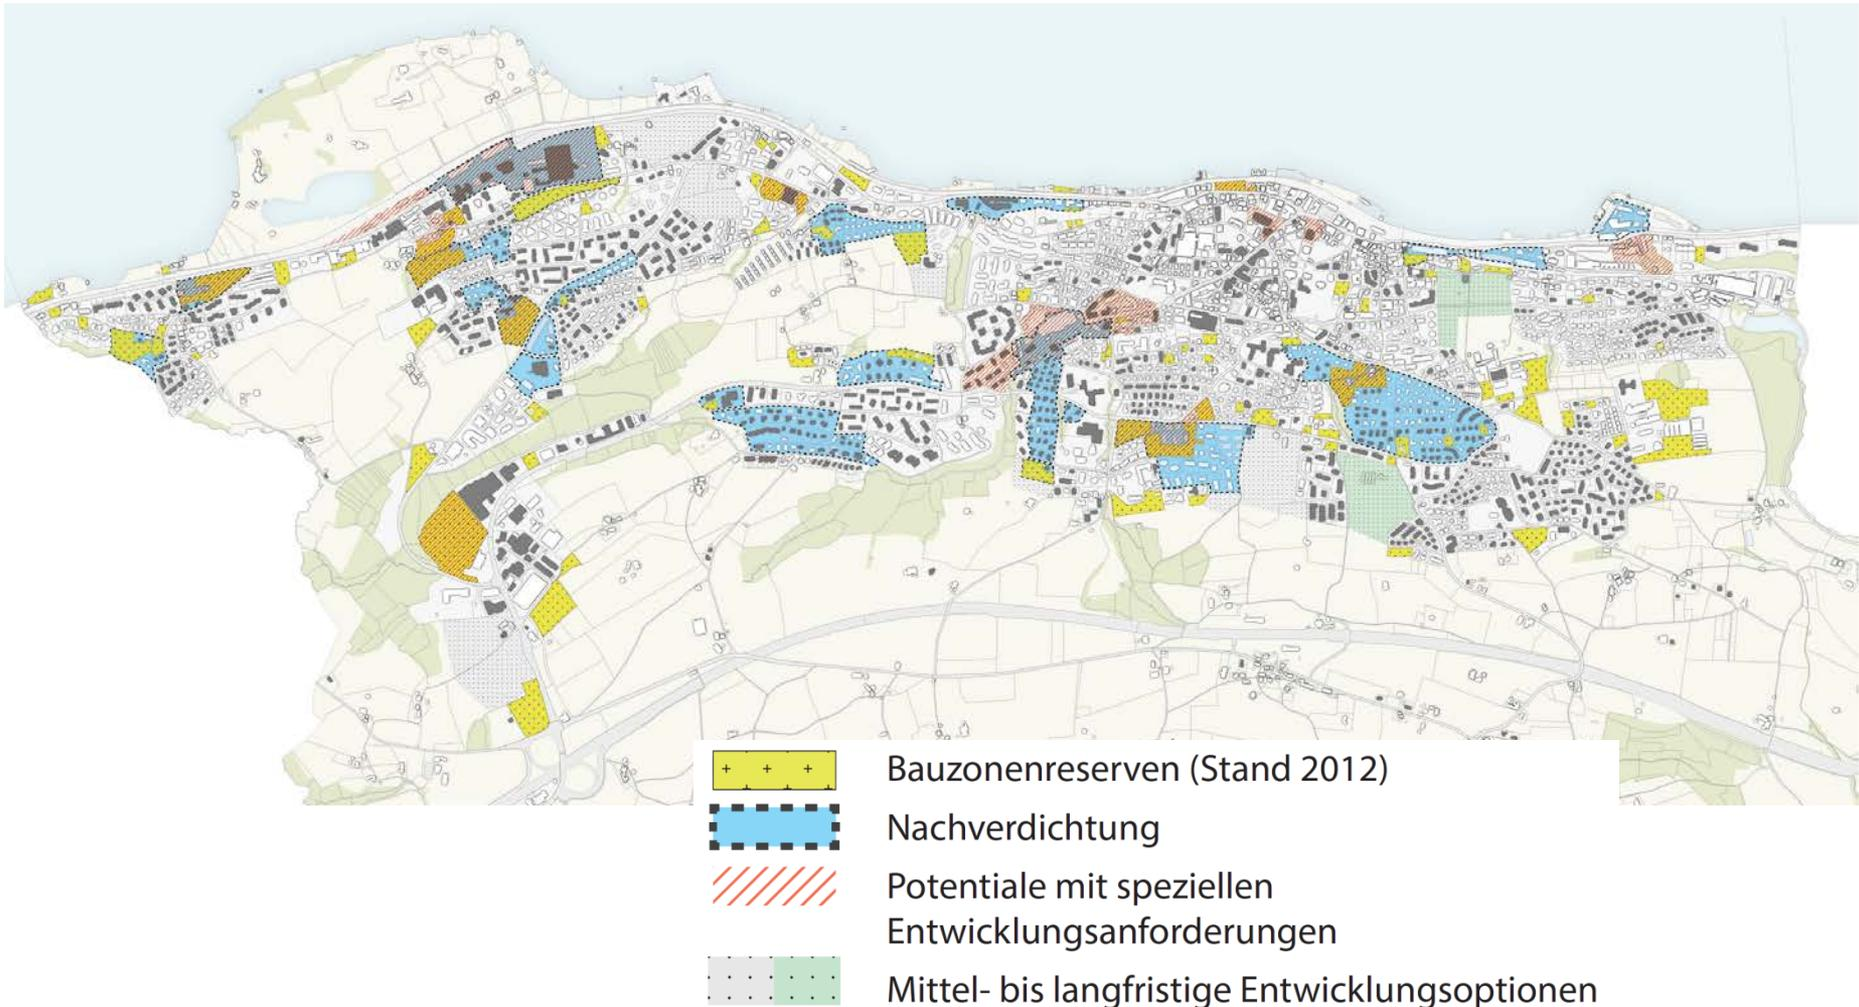 Bauzonenreserven (Stand 2012)
Nachverdichtung
Potentiale mit speziellen
Entwicklungsanforderungen
Mittel- bis langfristige Entwicklungsoptionen